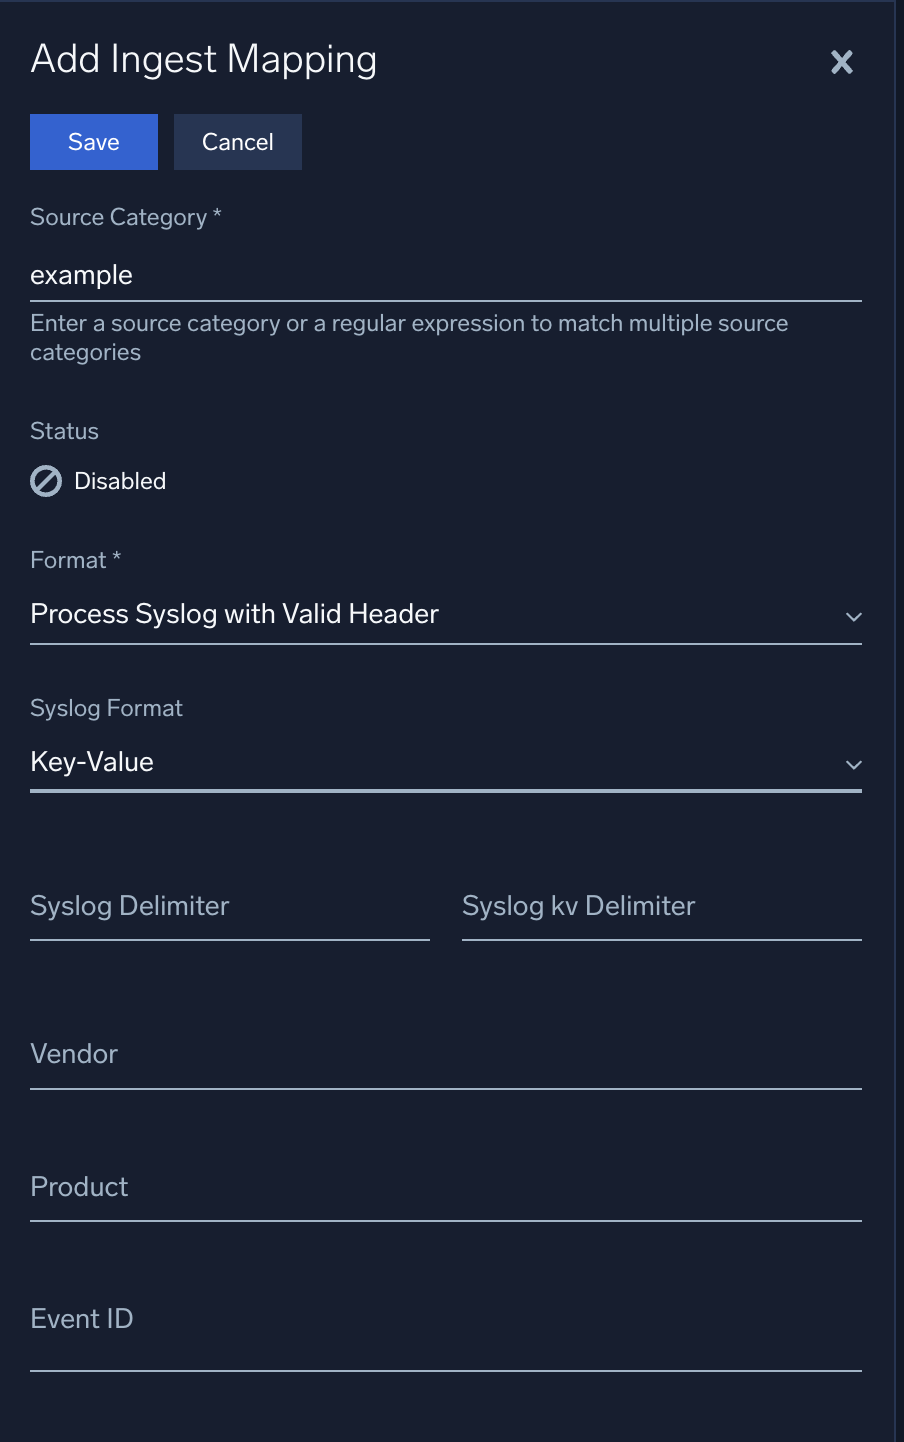 Add Ingest Mapping
Save Cancel
Source Category *
example
Enter a source category or a regular expression to match multiple source
categories
Status
Disabled
Format *
Process Syslog with Valid Header
Syslog Format
Key-Value
Syslog Delimiter Syslog kv Delimiter
Vendor
Product
Event ID